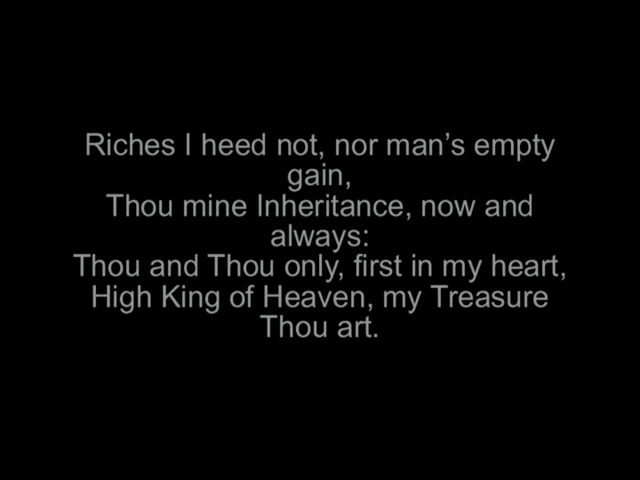 Riches I heed not, nor man’s empty
gain,
Thou mine Inheritance, now and
always:
Thou and Thou only, first in my heart,
High King of Heaven, my Treasure
Thou art.